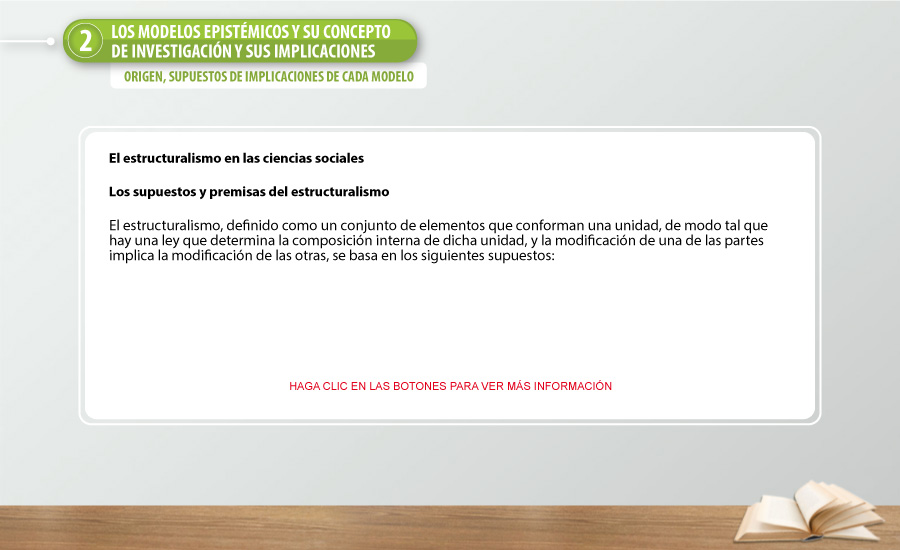 2
LOS MODELOS EPISTÉMICOS Y SU CONCEPTO
DE INVESTIGACIÓN Y SUS IMPLICACIONES
ORIGEN, SUPUESTOS DE IMPLICACIONES DE CADA MODELO
El estructuralismo en las ciencias sociales
Los supuestos y premisas del estructuralismo
El estructuralismo, definido como un conjunto de elementos que conforman una unidad, de modo tal que
hay una ley que determina la composición interna de dicha unidad, y la modificación de una de las partes
implica la modificación de las otras, se basa en los siguientes supuestos:
HAGA CLIC EN LAS BOTONES PARA VER MÁS INFORMACIÓN